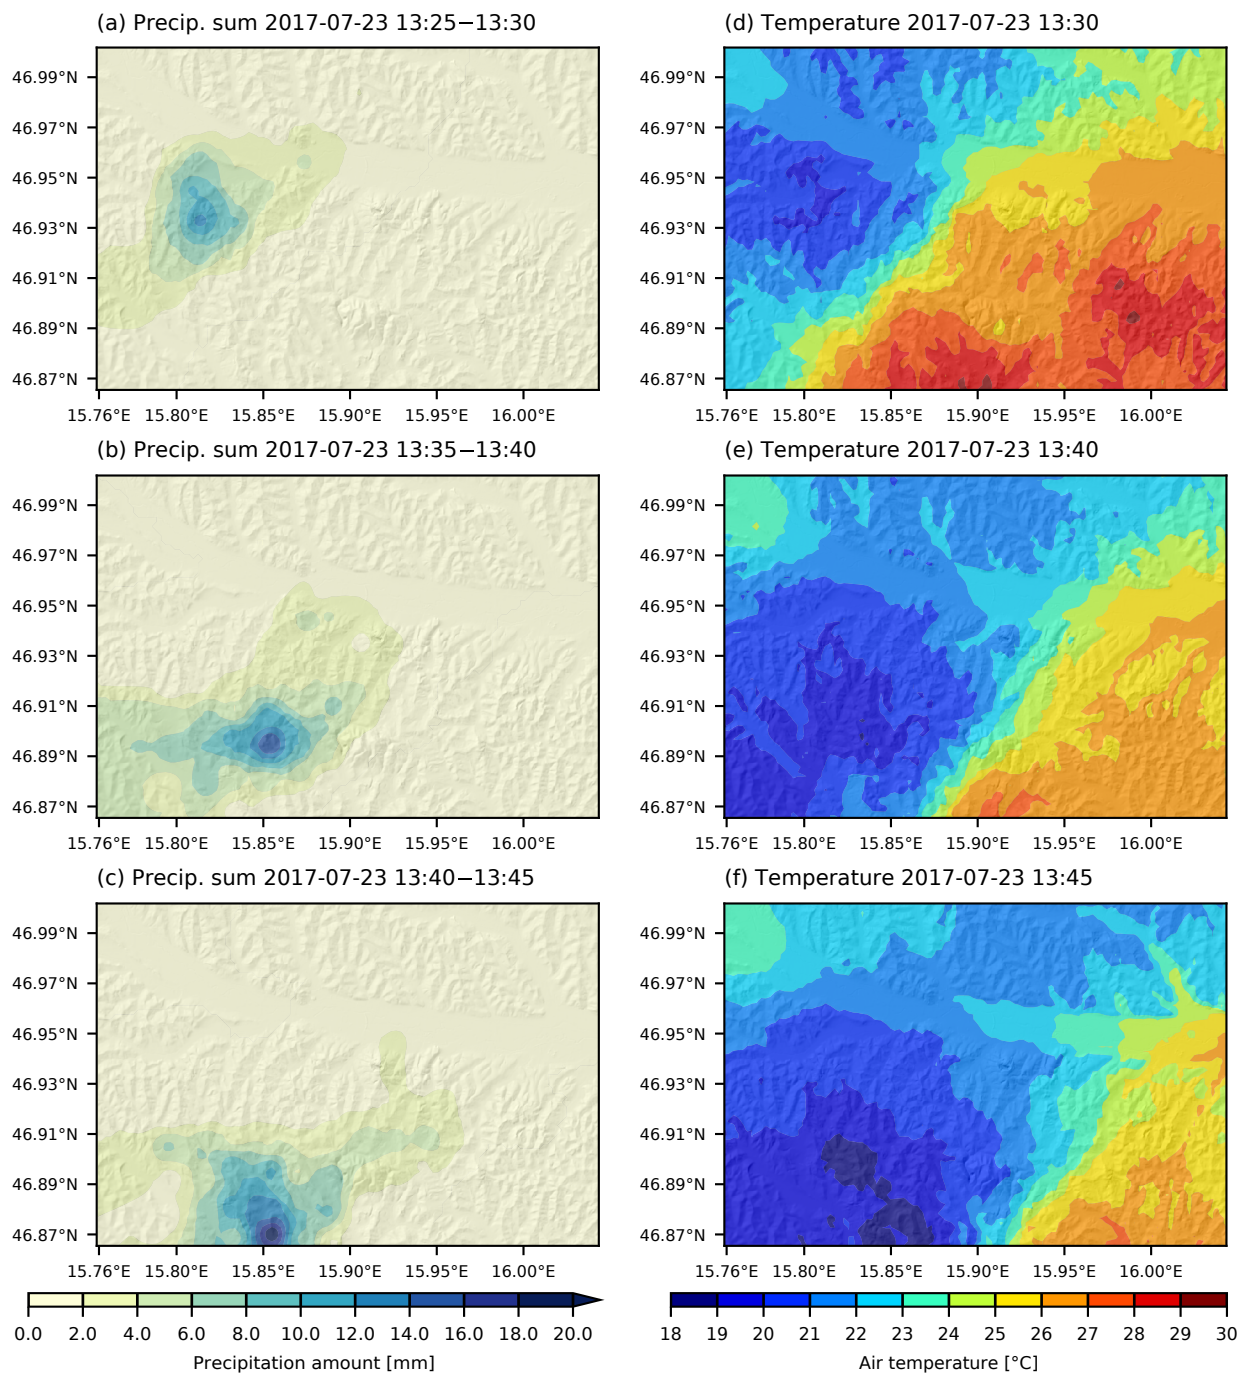 (a) Precip. sum 2017-07-23 13:25−13:30
46.99°N
46.97°N
46.95°N
46.93°N
46.91°N
46.89°N
46.87°N
15.76°E 15.80°E 15.85°E 15.90°E 15.95°E 16.00°E
(d) Temperature 2017-07-23 13:30
46.99°N
46.97°N
46.95°N
46.93°N
46.91°N
46.89°N
46.87°N
15.76°E 15.80°E 15.85°E 15.90°E 15.95°E 16.00°E
(b) Precip. sum 2017-07-23 13:35−13:40
46.99°N
46.97°N
46.95°N
46.93°N
46.91°N
46.89°N
46.87°N
15.76°E 15.80°E 15.85°E 15.90°E 15.95°E 16.00°E
(e) Temperature 2017-07-23 13:40
46.99°N
46.97°N
46.95°N
46.93°N
46.91°N
46.89°N
46.87°N
15.76°E 15.80°E 15.85°E 15.90°E 15.95°E 16.00°E
(c) Precip. sum 2017-07-23 13:40−13:45
46.99°N
46.97°N
46.95°N
46.93°N
46.91°N
46.89°N
46.87°N
15.76°E 15.80°E 15.85°E 15.90°E 15.95°E 16.00°E
(f) Temperature 2017-07-23 13:45
46.99°N
46.97°N
46.95°N
46.93°N
46.91°N
46.89°N
46.87°N
15.76°E 15.80°E 15.85°E 15.90°E 15.95°E 16.00°E
0.0 2.0 4.0 6.0 8.0 10.0 12.0 14.0 16.0 18.0 20.0
Precipitation amount [mm]
18 19 20 21 22 23 24 25 26 27 28 29 30
Air temperature [°C]